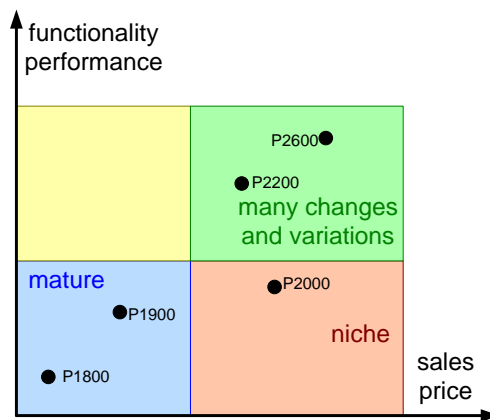 functionality
performance
P2600
P2200
many changes
and variations
mature
P2000
P1900
niche
P1800
sales
price